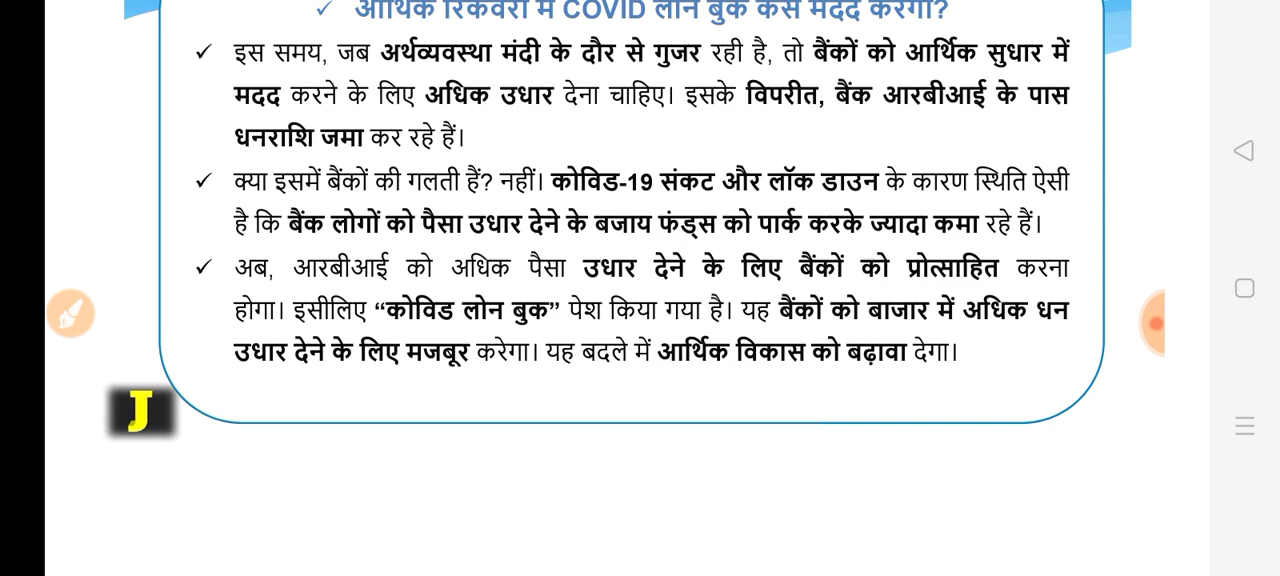 ✓ आर्थिक रिकवरी में COVID लोन बुक कैसे मदद करेगी?
✓ इस समय, जब अर्थव्यवस्था मंदी के दौर से गुजर रही है, तो बैंकों को आर्थिक सुधार में
मदद करने के लिए अधिक उधार देना चाहिए। इसके विपरीत, बैंक आरबीआई के पास
धनराशि जमा कर रहे हैं।
✓ क्या इसमें बैंकों की गलती हैं? नहीं। कोविड-19 संकट और लॉक डाउन के कारण स्थिति ऐसी
है कि बैंक लोगों को पैसा उधार देने के बजाय फंड्स को पार्क करके ज्यादा कमा रहे हैं।
✓ अब, आरबीआई को अधिक पैसा उधार देने के लिए बैंकों को प्रोत्साहित करना
होगा। इसीलिए “कोविड लोन बुक” पेश किया गया है। यह बैंकों को बाजार में अधिक धन
उधार देने के लिए मजबूर करेगा। यह बदले में आर्थिक विकास को बढ़ावा देगा।
J